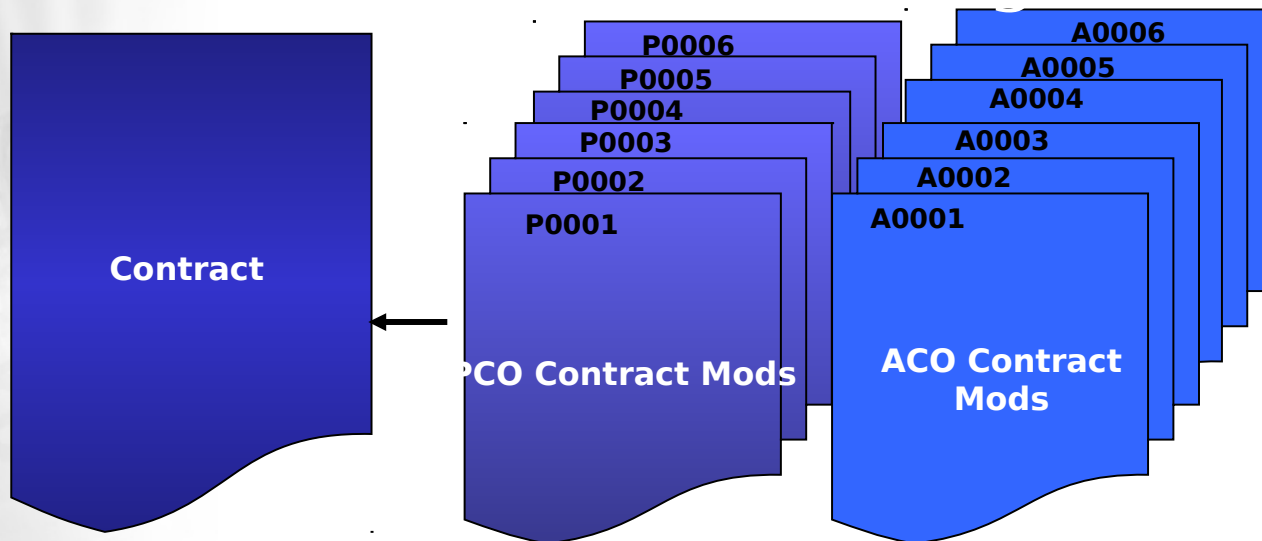 Contract
P0006
P0005
P0004
P0003
P0002
P0001
PCO Contract Mods
A0006
A0005
A0004
A0003
A0002
A0001
ACO Contract
Mods